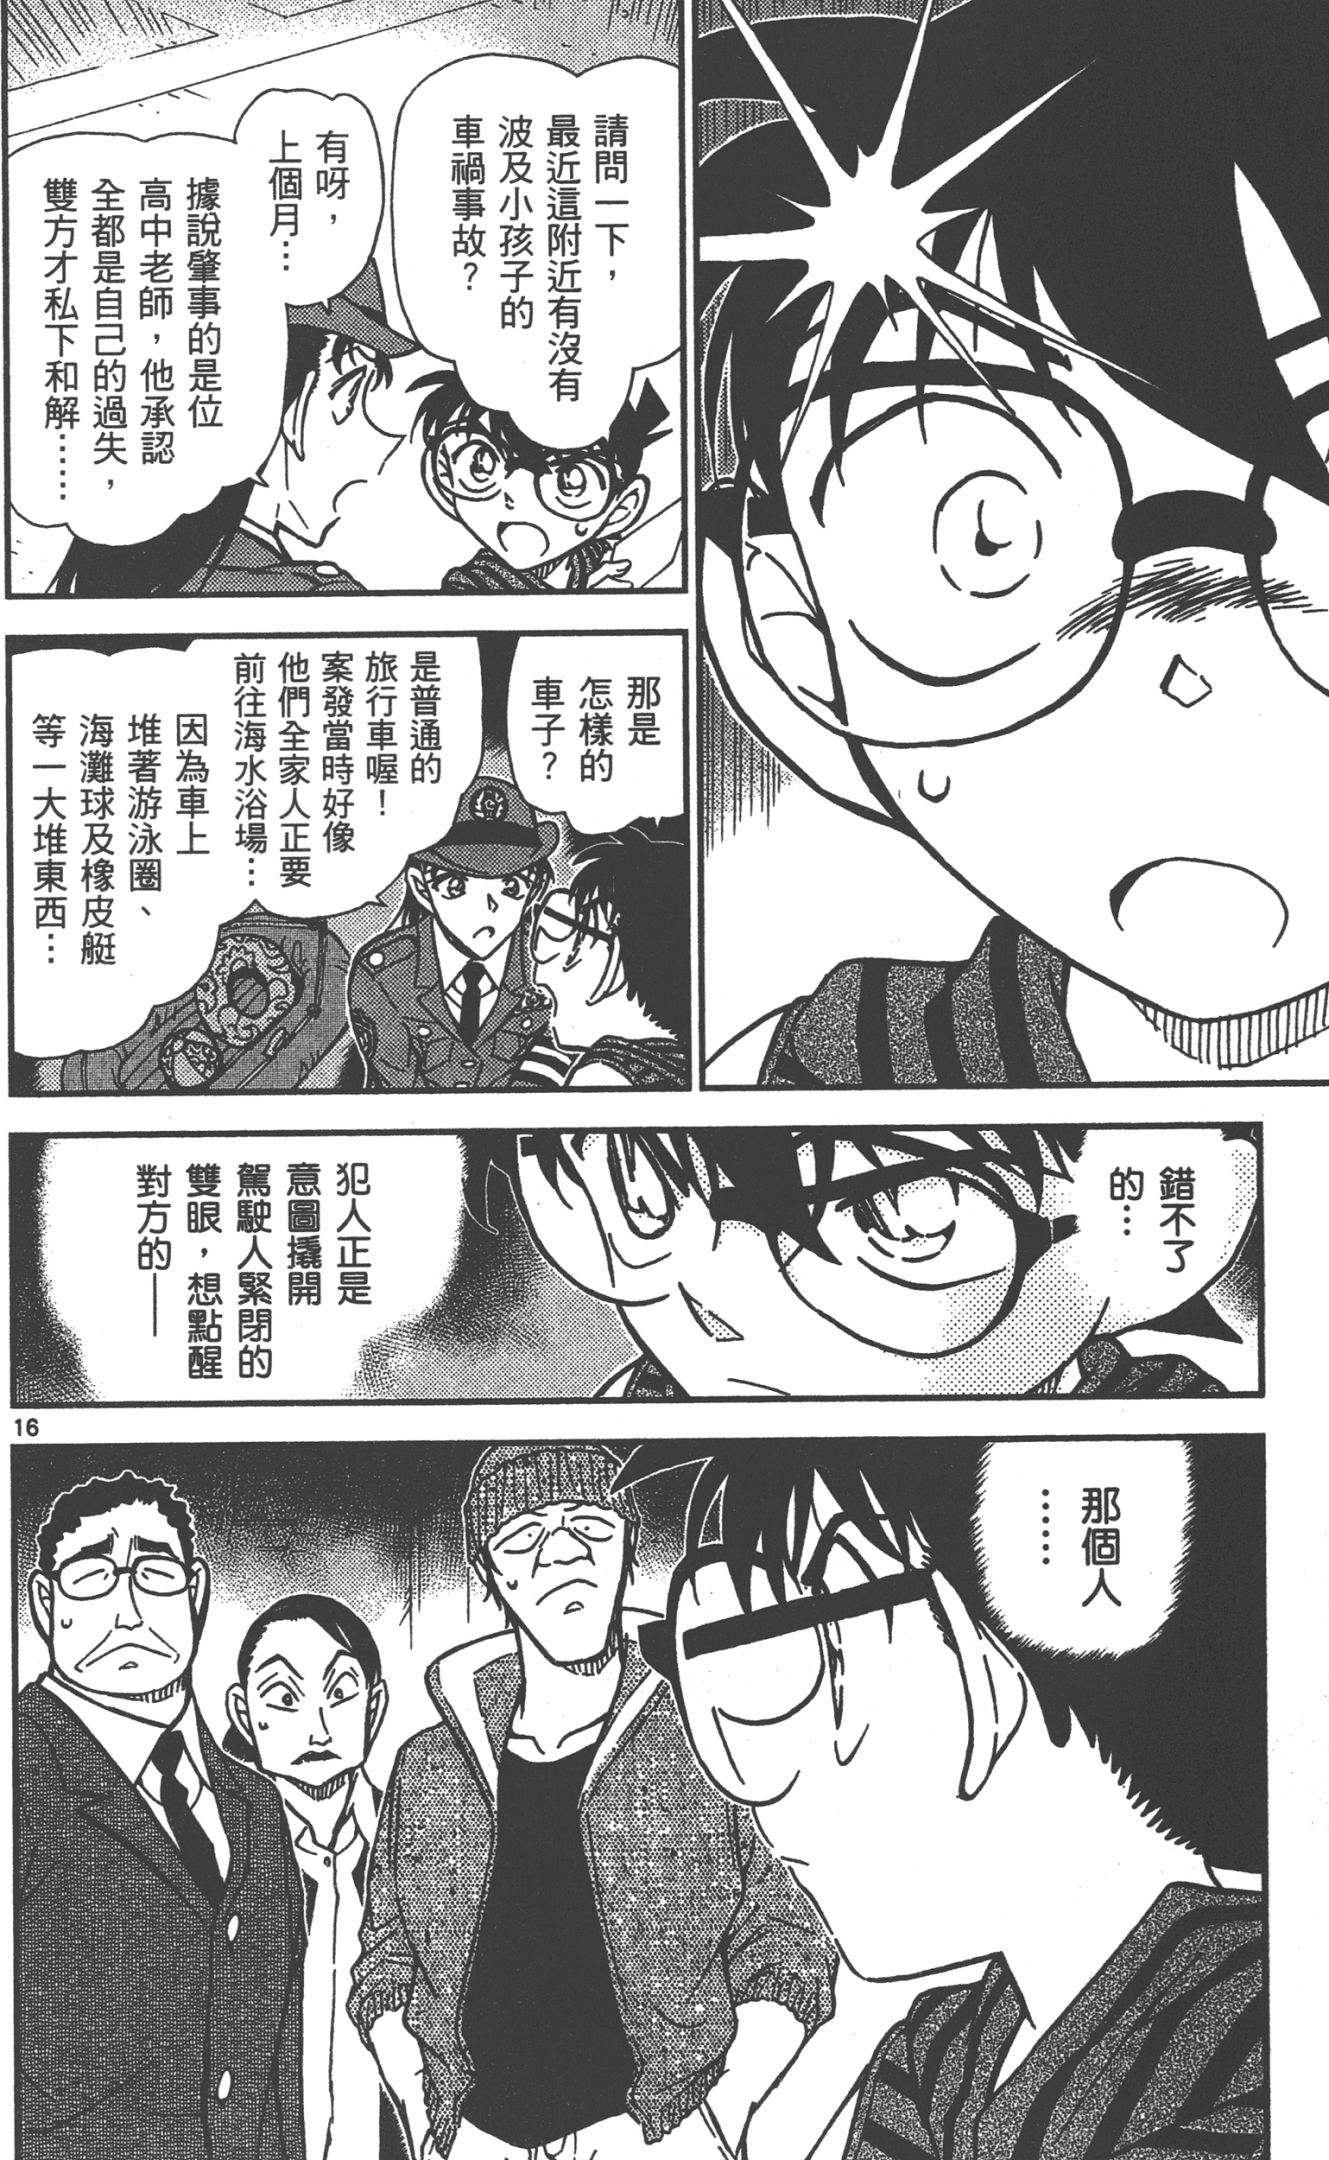 請問一下，
最近這附近有沒有
波及小孩子的
車禍事故？
有呀，
上個月…
據說肇事的是位
高中老師，他承認
全都是自己的過失，
雙方才私下和解……
那是
怎樣的
車子？
是普通的
旅行車喔！
案發當時好像
他們全家人正要
前往海水浴場…
因為車上
堆著游泳圈、
海灘球及橡皮艇
等一大堆東西…
錯不了
的…
犯人正是
意圖撬開
駕駛人緊閉的
雙眼，想點醒
對方的——
16
那個人
……